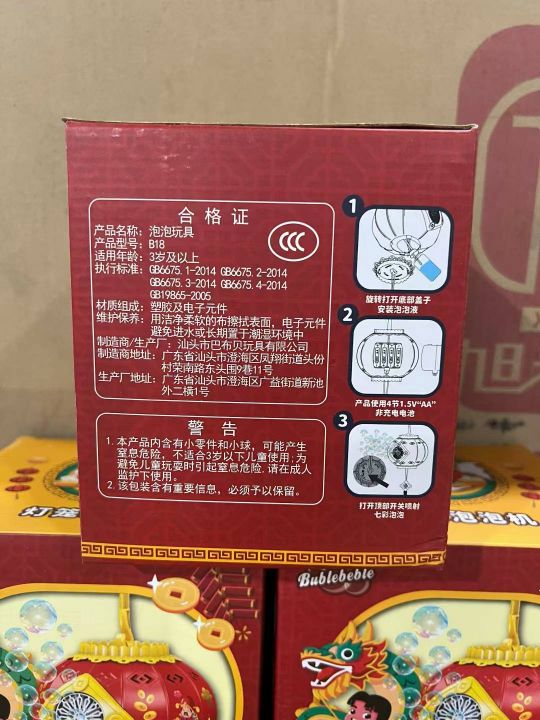 合格证
产品名称: 泡泡玩具
产品型号: B18
适用年龄: 3岁及以上
执行标准: GB6675.1-2014 GB6675.2-2014
GB6675.3-2014 GB6675.4-2014
GB19865-2005
材质组成: 塑胶及电子元件
维护保养: 用洁净柔软的布擦拭表面, 电子元件
避免进水或长期置于潮湿环境中
制造商/生产厂: 汕头市巴布贝玩具有限公司
制造商地址: 广东省汕头市澄海区凤翔街道头份
村荣南路东头围9巷11号
生产厂地址: 广东省汕头市澄海区广益街道新池
外二横1号
CCC
警告
1. 本产品内含有小零件和小球, 可能产生
窒息危险, 不适合3岁以下儿童使用; 为
避免儿童玩耍时引起窒息危险, 请在成人
监护下使用。
2. 该包装含有重要信息, 必须予以保留。
1
旋转打开底部盖子
安装泡泡液
2
产品使用4节1.5V"AA"
非充电电池
3
打开顶部开关喷射
七彩泡泡
灯笼
泡泡机
Bublebeble